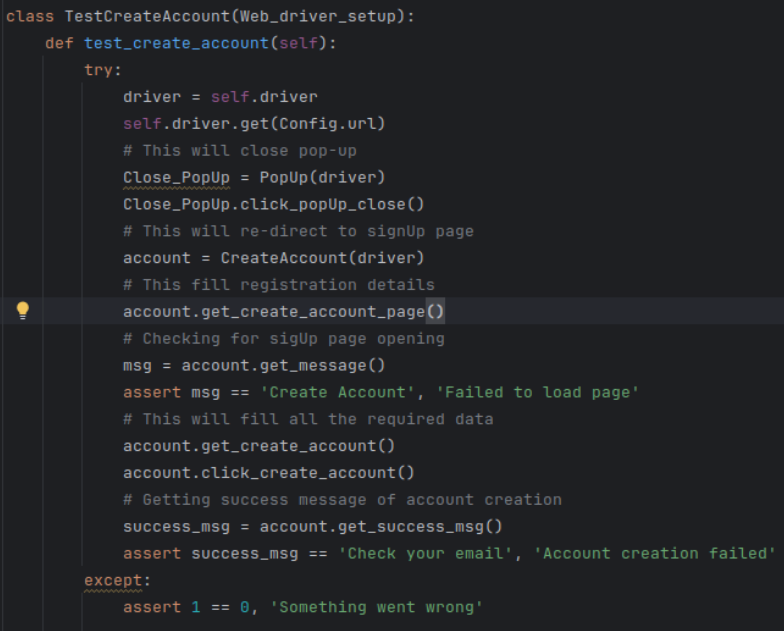 class TestCreateAccount(Web_driver_setup):
    def test_create_account(self):
        try:
            driver = self.driver
            self.driver.get(Config.url)
            # This will close pop-up
            Close_PopUp = PopUp(driver)
            Close_PopUp.click_popUp_close()
            # This will re-direct to signUp page
            account = CreateAccount(driver)
            # This fill registration details
            account.get_create_account_page()
            # Checking for sigUp page opening
            msg = account.get_message()
            assert msg == 'Create Account', 'Failed to load page'
            # This will fill all the required data
            account.get_create_account()
            account.click_create_account()
            # Getting success message of account creation
            success_msg = account.get_success_msg()
            assert success_msg == 'Check your email', 'Account creation failed'
        except:
            assert 1 == 0, 'Something went wrong'